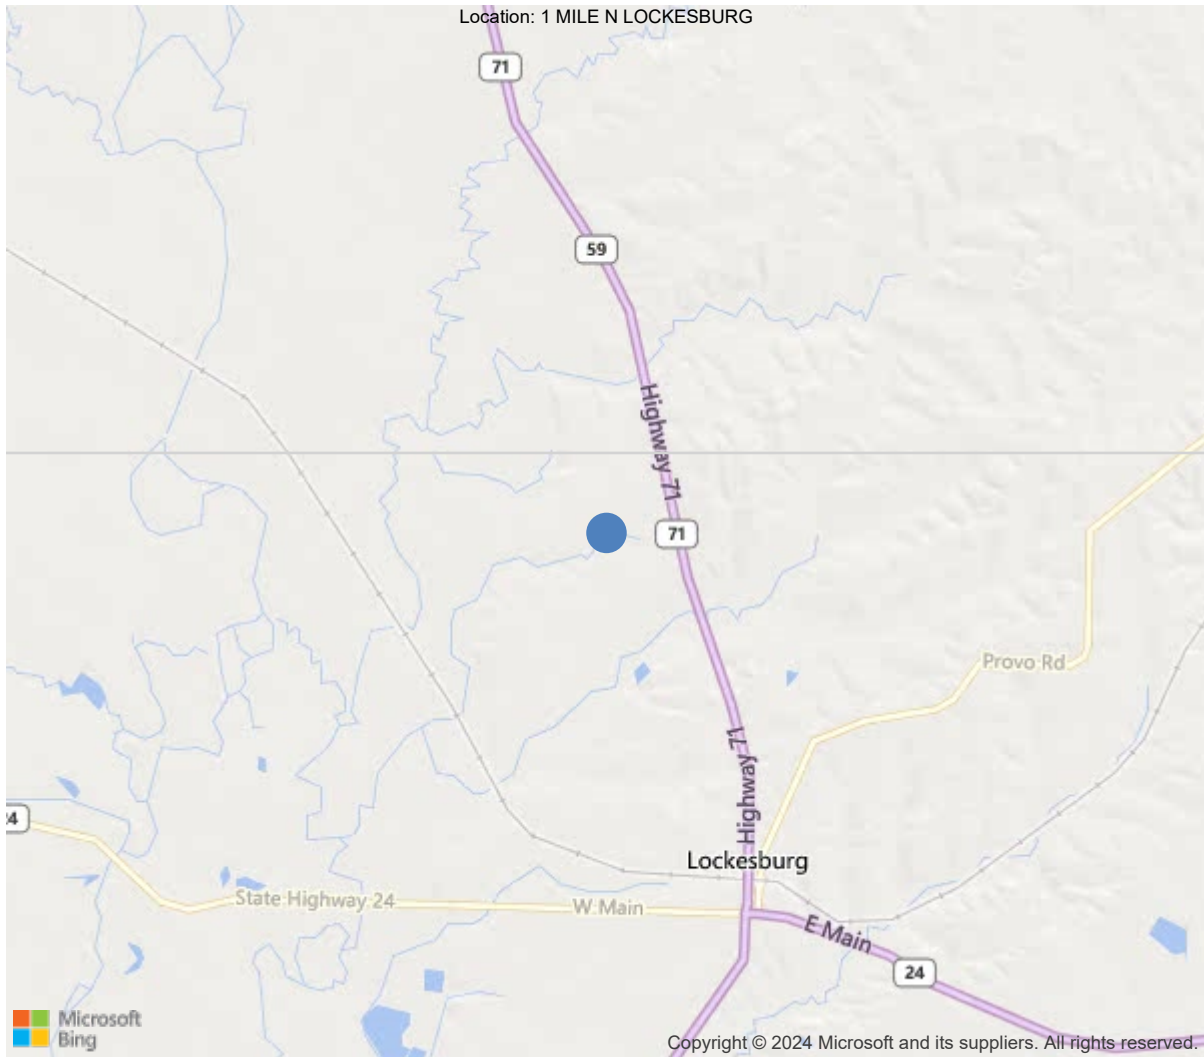 Location: 1 MILE N LOCKESBURG
71
59
Highway 71
71
Provo Rd
Highway 71
24
Lockesburg
State Highway 24
W Main
E Main
24
Microsoft
Bing
Copyright © 2024 Microsoft and its suppliers. All rights reserved.